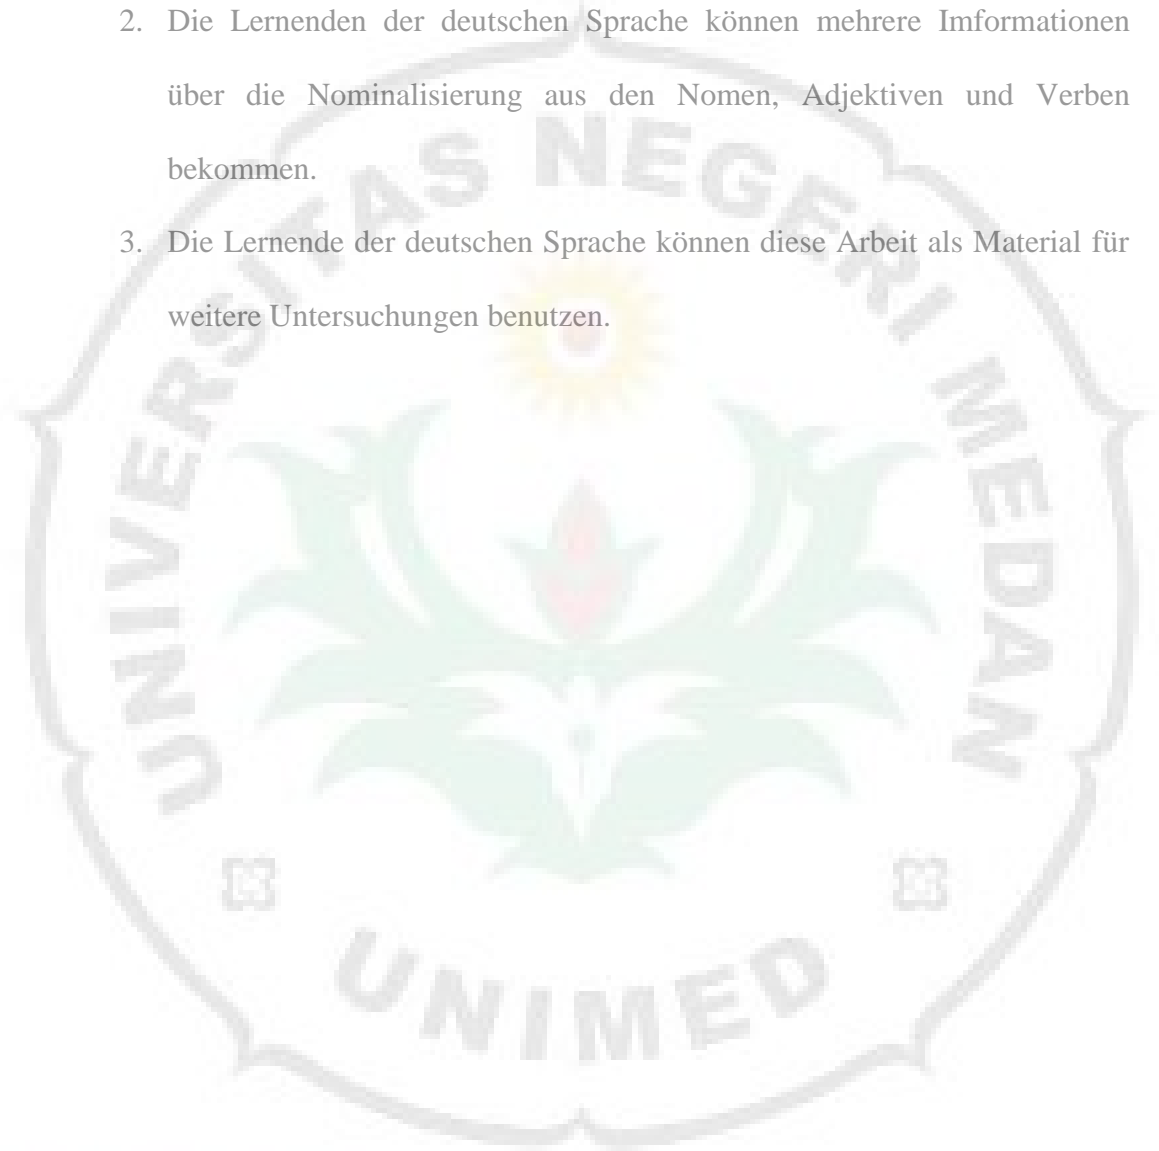 2. Die Lernenden der deutschen Sprache können mehrere Imformationen
über die Nominalisierung aus den Nomen, Adjektiven und Verben
bekommen.
3. Die Lernende der deutschen Sprache können diese Arbeit als Material für
weitere Untersuchungen benutzen.
UNIVERSITAS NEGERI MEDAN
UNIMED